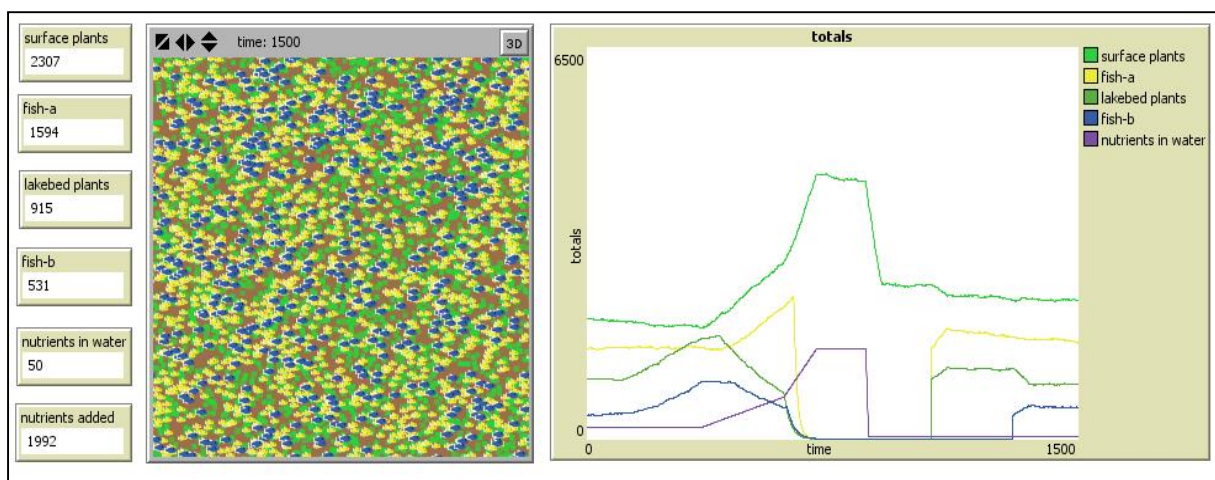 surface plants
2307
fish-a
1594
lakebed plants
915
fish-b
531
nutrients in water
50
nutrients added
1992
time: 1500
3D
totals
6500
totals
0
0
time
1500
surface plants
fish-a
lakebed plants
fish-b
nutrients in water